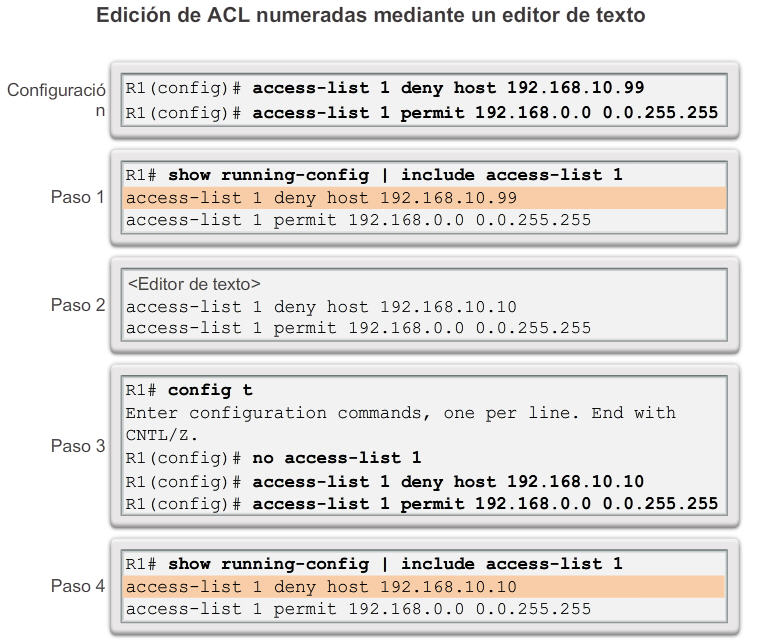 Edición de ACL numeradas mediante un editor de texto
Configuració
n
R1(config)# access-list 1 deny host 192.168.10.99
R1(config)# access-list 1 permit 192.168.0.0 0.0.255.255
Paso 1
R1# show running-config | include access-list 1
access-list 1 deny host 192.168.10.99
access-list 1 permit 192.168.0.0 0.0.255.255
Paso 2
<Editor de texto>
access-list 1 deny host 192.168.10.10
access-list 1 permit 192.168.0.0 0.0.255.255
Paso 3
R1# config t
Enter configuration commands, one per line. End with
CNTL/Z.
R1(config)# no access-list 1
R1(config)# access-list 1 deny host 192.168.10.10
R1(config)# access-list 1 permit 192.168.0.0 0.0.255.255
Paso 4
R1# show running-config | include access-list 1
access-list 1 deny host 192.168.10.10
access-list 1 permit 192.168.0.0 0.0.255.255